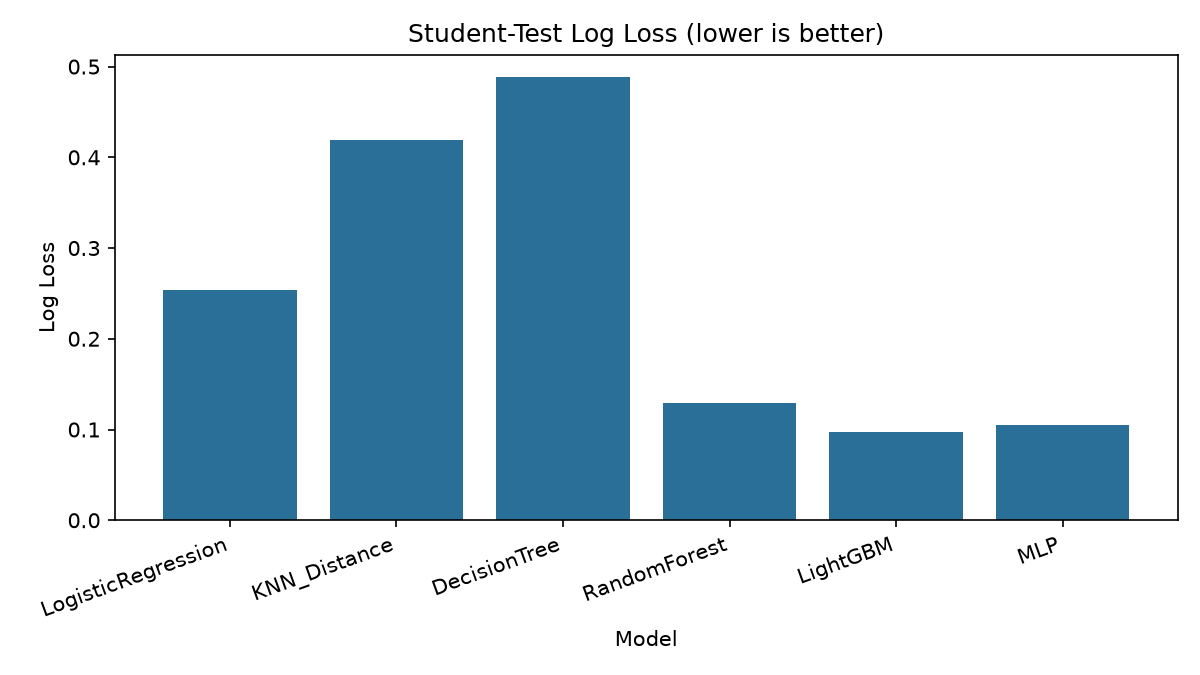 Student-Test Log Loss (lower is better)
Log Loss
0.5
0.4
0.3
0.2
0.1
0.0
LogisticRegression
KNN_Distance
DecisionTree
RandomForest
LightGBM
MLP
Model